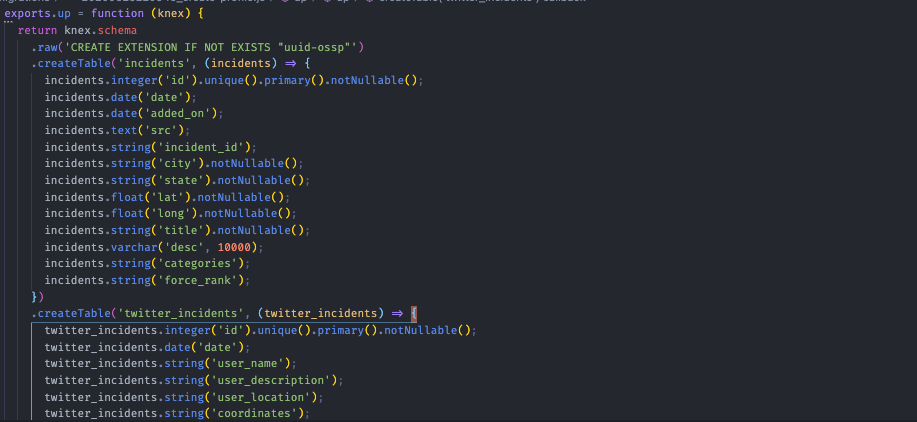 exports.up = function (knex) {
  return knex.schema
    .raw('CREATE EXTENSION IF NOT EXISTS "uuid-ossp"')
    .createTable('incidents', (incidents) => {
      incidents.integer('id').unique().primary().notNullable();
      incidents.date('date');
      incidents.date('added_on');
      incidents.text('src');
      incidents.string('incident_id');
      incidents.string('city').notNullable();
      incidents.string('state').notNullable();
      incidents.float('lat').notNullable();
      incidents.float('long').notNullable();
      incidents.string('title').notNullable();
      incidents.varchar('desc', 10000);
      incidents.string('categories');
      incidents.string('force_rank');
    })
    .createTable('twitter_incidents', (twitter_incidents) => {
      twitter_incidents.integer('id').unique().primary().notNullable();
      twitter_incidents.date('date');
      twitter_incidents.string('user_name');
      twitter_incidents.string('user_description');
      twitter_incidents.string('user_location');
      twitter_incidents.string('coordinates');